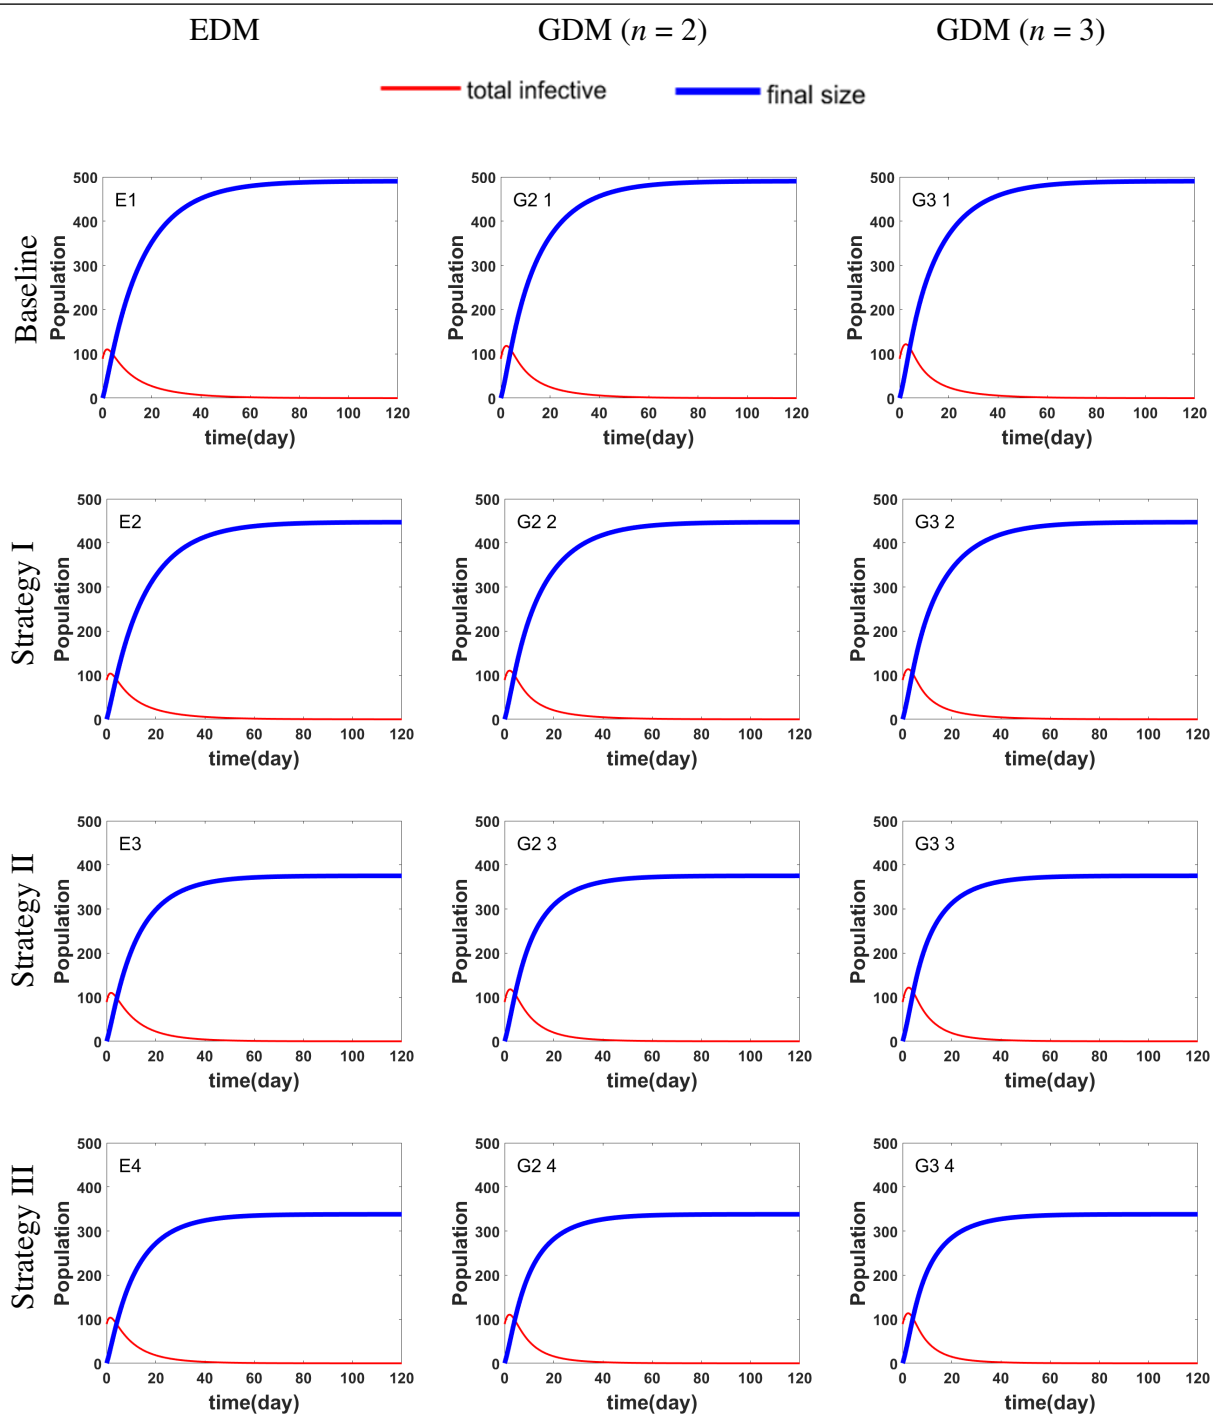 EDM GDM (n = 2) GDM (n = 3)
total infective final size
Baseline
Population
500
400
300
200
100
0
E1
0 20 40 60 80 100 120
time(day)
Population
500
400
300
200
100
0
G2 1
0 20 40 60 80 100 120
time(day)
Population
500
400
300
200
100
0
G3 1
0 20 40 60 80 100 120
time(day)
Strategy I
Population
500
400
300
200
100
0
E2
0 20 40 60 80 100 120
time(day)
Population
500
400
300
200
100
0
G2 2
0 20 40 60 80 100 120
time(day)
Population
500
400
300
200
100
0
G3 2
0 20 40 60 80 100 120
time(day)
Strategy II
Population
500
400
300
200
100
0
E3
0 20 40 60 80 100 120
time(day)
Population
500
400
300
200
100
0
G2 3
0 20 40 60 80 100 120
time(day)
Population
500
400
300
200
100
0
G3 3
0 20 40 60 80 100 120
time(day)
Strategy III
Population
500
400
300
200
100
0
E4
0 20 40 60 80 100 120
time(day)
Population
500
400
300
200
100
0
G2 4
0 20 40 60 80 100 120
time(day)
Population
500
400
300
200
100
0
G3 4
0 20 40 60 80 100 120
time(day)